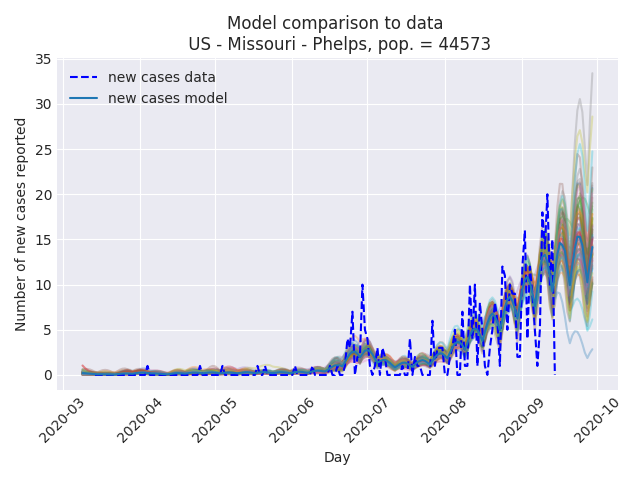 Model comparison to data
US - Missouri - Phelps, pop. = 44573
new cases data
new cases model
Number of new cases reported
35
30
25
20
15
10
5
0
2020-03
2020-04
2020-05
2020-06
2020-07
2020-08
2020-09
2020-10
Day